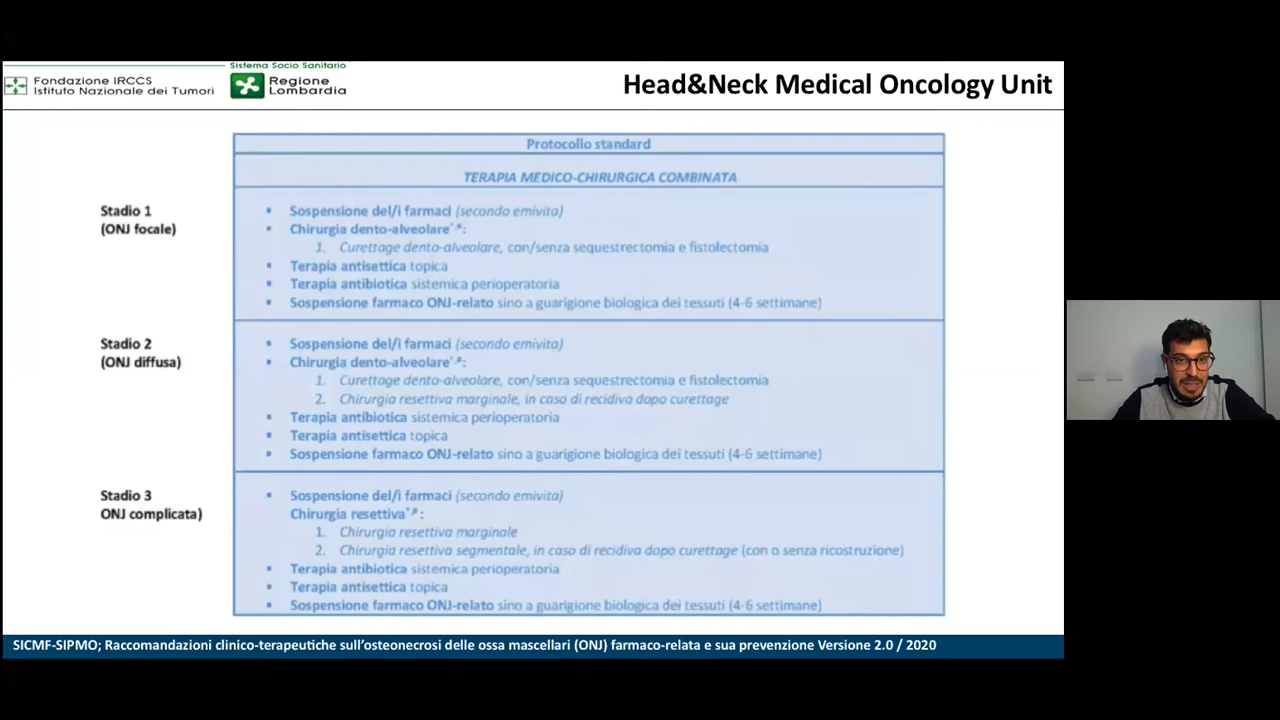 Sistema Socio Sanitario
Fondazione IRCCS
Istituto Nazionale dei Tumori
Regione
Lombardia
Head&Neck Medical Oncology Unit
Protocollo standard
TERAPIA MEDICO-CHIRURGICA COMBINATA
Stadio 1
(ONJ focale)
▪ Sospensione del/i farmaci (secondo emivita)
▪ Chirurgia dento-alveolare*,#:
1. Curettage dento-alveolare, con/senza sequestrectomia e fistolectomia
▪ Terapia antisettica topica
▪ Terapia antibiotica sistemica perioperatoria
▪ Sospensione farmaco ONJ-relato sino a guarigione biologica dei tessuti (4-6 settimane)
Stadio 2
(ONJ diffusa)
▪ Sospensione del/i farmaci (secondo emivita)
▪ Chirurgia dento-alveolare*,#:
1. Curettage dento-alveolare, con/senza sequestrectomia e fistolectomia
2. Chirurgia resettiva marginale, in caso di recidiva dopo curettage
▪ Terapia antibiotica sistemica perioperatoria
▪ Terapia antisettica topica
▪ Sospensione farmaco ONJ-relato sino a guarigione biologica dei tessuti (4-6 settimane)
Stadio 3
ONJ complicata)
▪ Sospensione del/i farmaci (secondo emivita)
Chirurgia resettiva*,#:
1. Chirurgia resettiva marginale
2. Chirurgia resettiva segmentale, in caso di recidiva dopo curettage (con o senza ricostruzione)
▪ Terapia antibiotica sistemica perioperatoria
▪ Terapia antisettica topica
▪ Sospensione farmaco ONJ-relato sino a guarigione biologica dei tessuti (4-6 settimane)
SICMF-SIPMO; Raccomandazioni clinico-terapeutiche sull'osteonecrosi delle ossa mascellari (ONJ) farmaco-relata e sua prevenzione Versione 2.0 / 2020